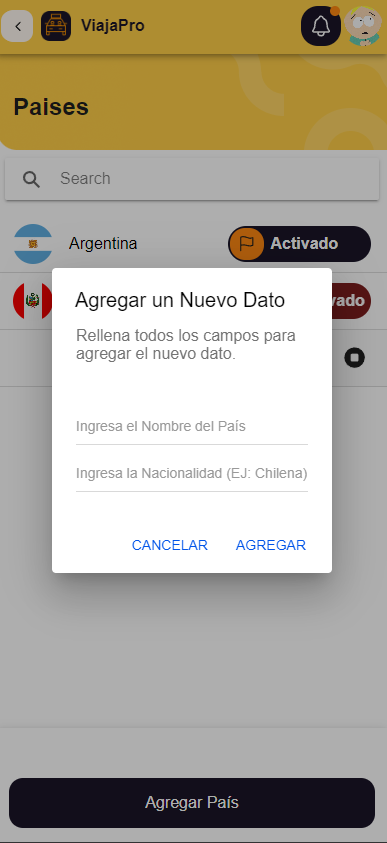 ViajaPro
Paises
Search
Argentina
Activado
vado
Agregar un Nuevo Dato
Rellena todos los campos para
agregar el nuevo dato.
Ingresa el Nombre del País
Ingresa la Nacionalidad (EJ: Chilena)
CANCELAR
AGREGAR
Agregar País